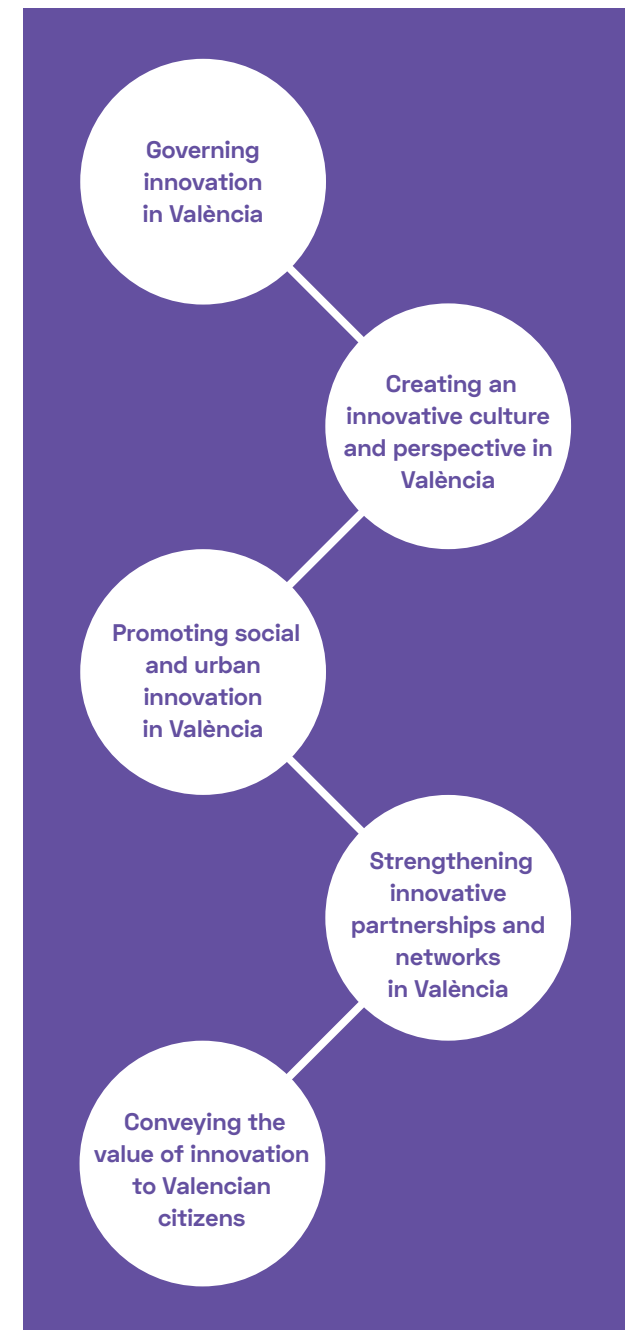 Governing
innovation
in València
Creating an
innovative culture
and perspective in
València
Promoting social
and urban
innovation
in València
Strengthening
innovative
partnerships and
networks
in València
Conveying the
value of innovation
to Valencian
citizens